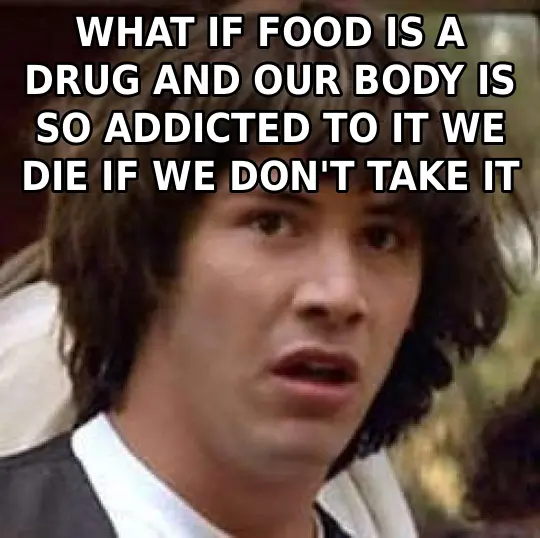 WHAT IF FOOD IS A
DRUG AND OUR BODY IS
SO ADDICTED TO IT WE
DIE IF WE DON'T TAKE IT